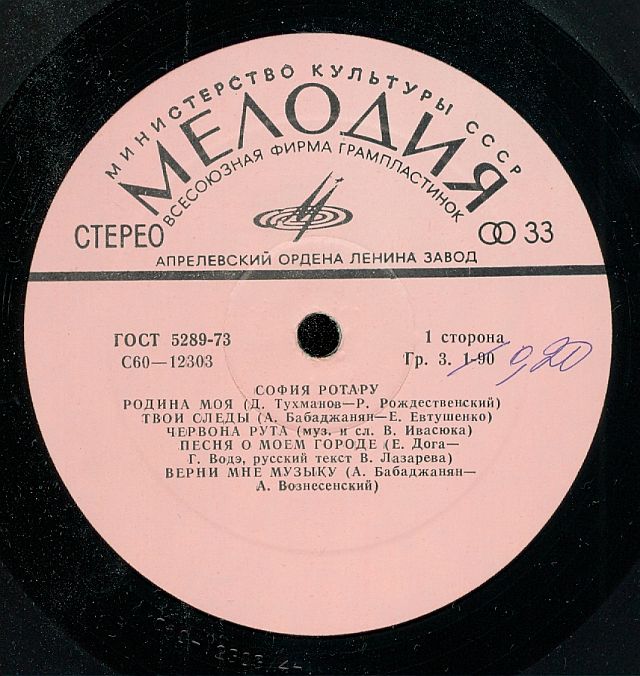 МИНИСТЕРСТВО КУЛЬТУРЫ СССР
МЕЛОДИЯ
ВСЕСОЮЗНАЯ ФИРМА ГРАМПЛАСТИНОК
СТЕРЕО
33
АПРЕЛЕВСКИЙ ОРДЕНА ЛЕНИНА ЗАВОД
ГОСТ 5289-73
1 сторона
С60—12303
Гр. 3. 1-90 0,20
СОФИЯ РОТАРУ
РОДИНА МОЯ (Д. Тухманов—Р. Рождественский)
ТВОИ СЛЕДЫ (А. Бабаджанян—Е. Евтушенко)
ЧЕРВОНА РУТА (муз. и сл. В. Ивасюка)
ПЕСНЯ О МОЕМ ГОРОДЕ (Е. Дога—
Г. Водэ, русский текст В. Лазарева)
ВЕРНИ МНЕ МУЗЫКУ (А. Бабаджанян—
А. Вознесенский)